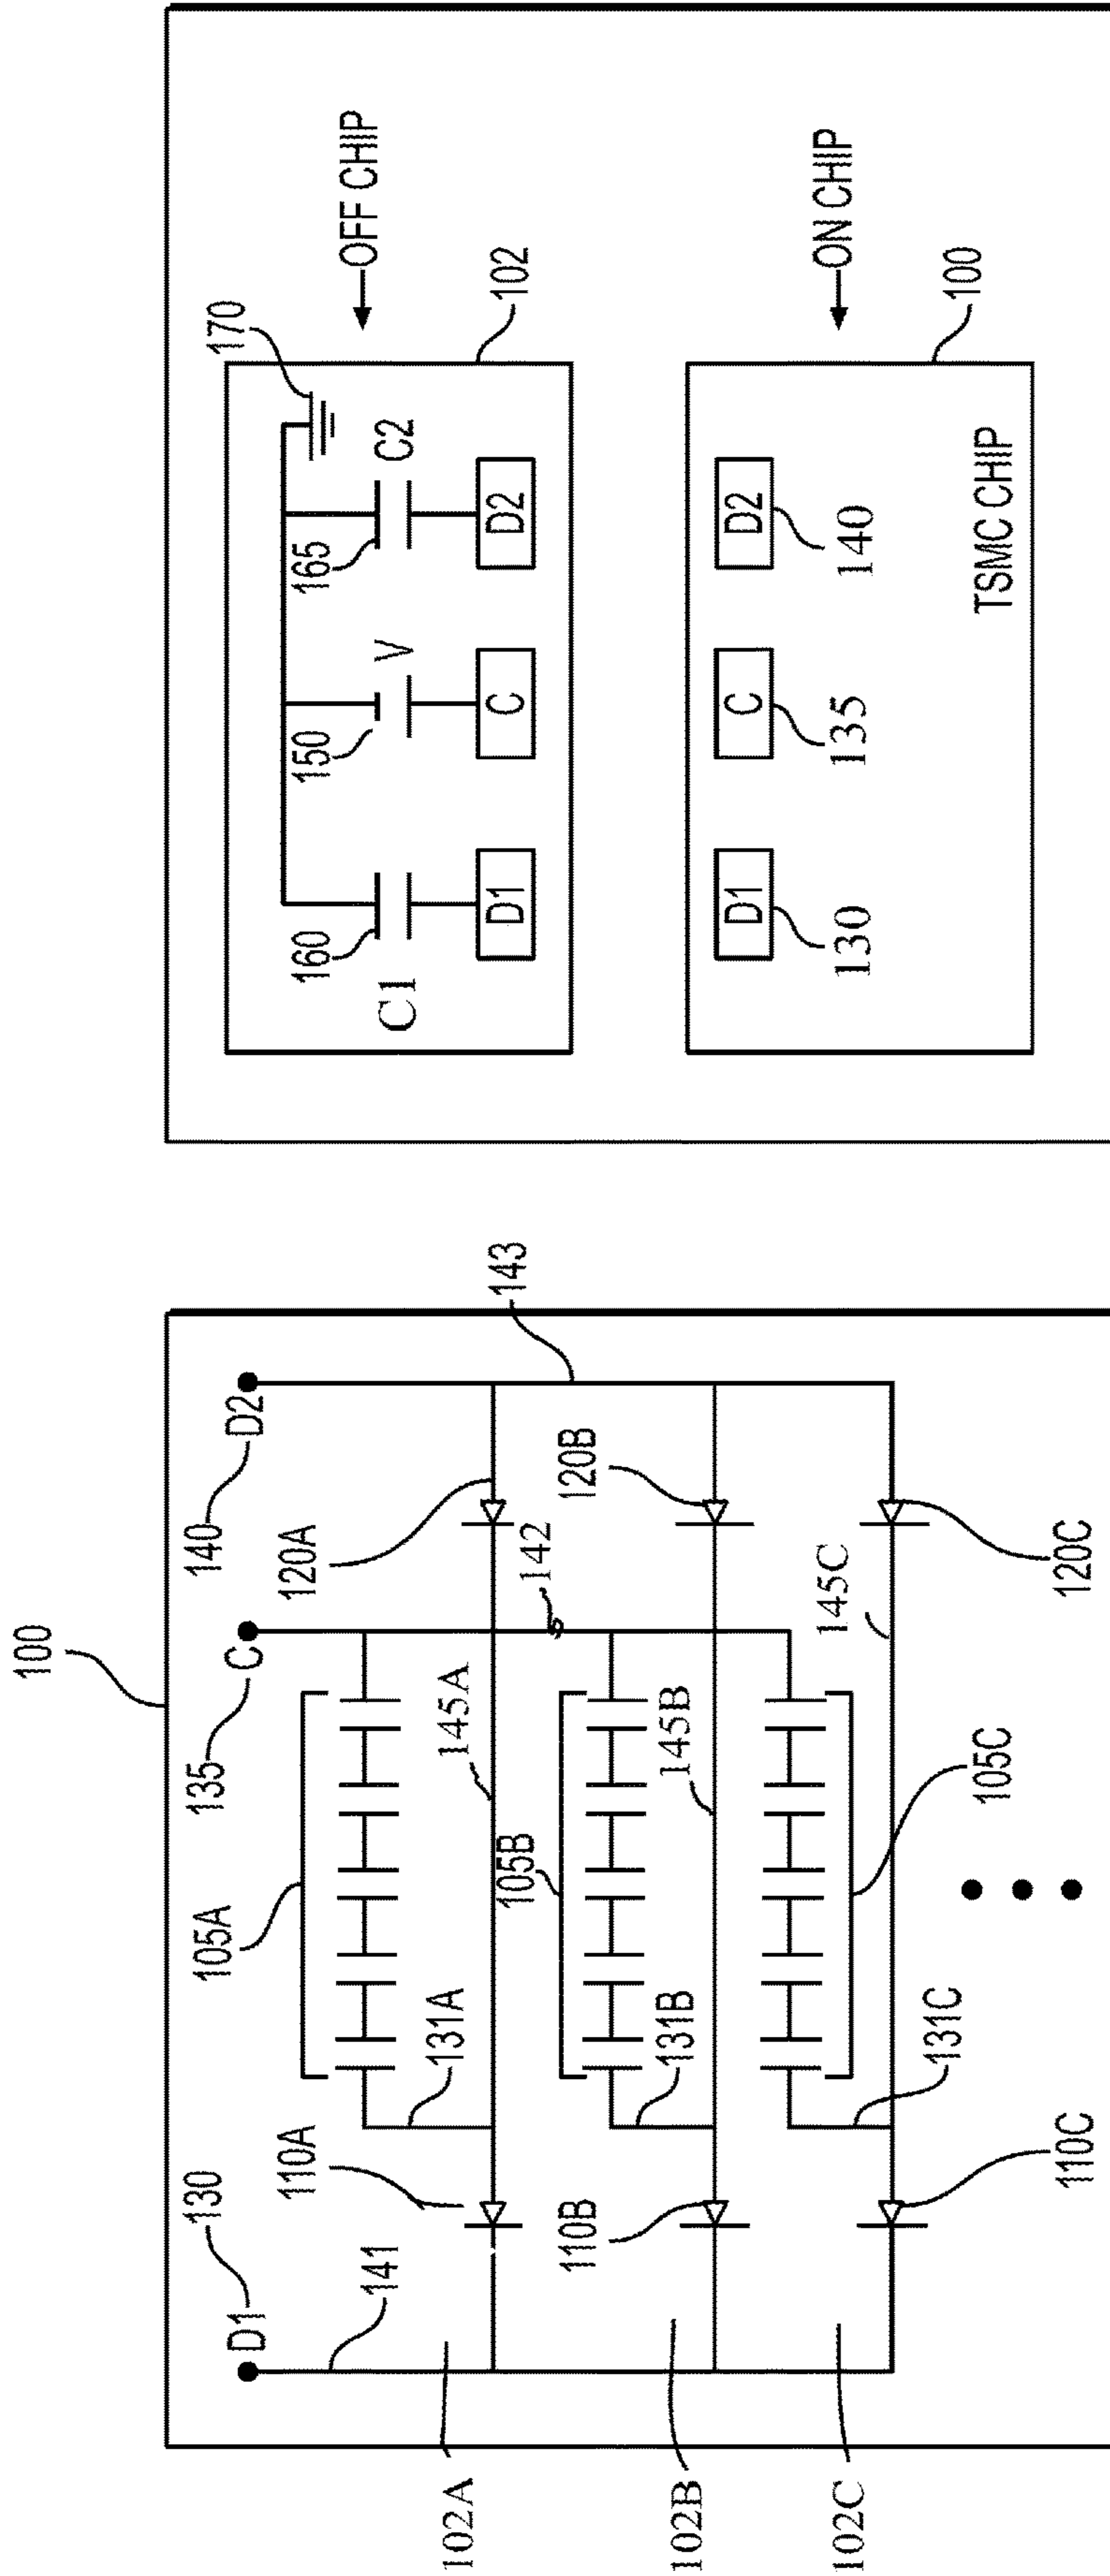 100
130
D1
135
C
140
D2
141
105A
110A
131A
120A
145A
142
143
102A
105B
110B
131B
145B
120B
102B
145C
110C
131C
105C
120C
102C
160
C1
150
V
165
C2
170
D1
C
D2
OFF CHIP
102
D1
C
D2
130
135
140
ON CHIP
100
TSMC CHIP